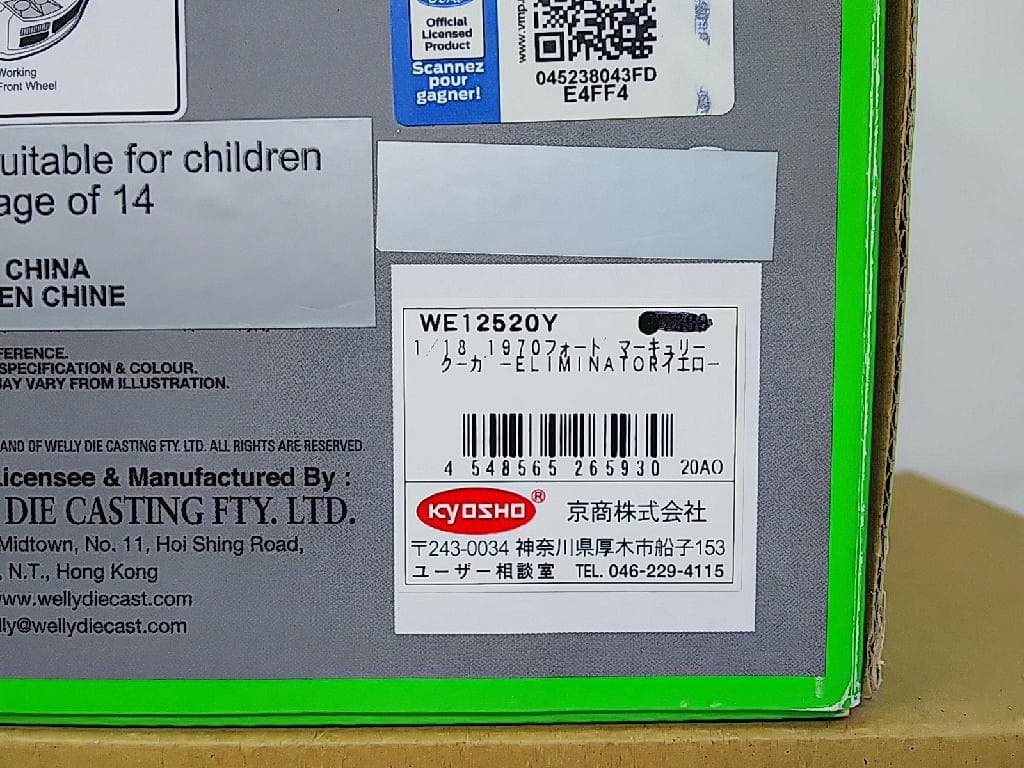 Working
Front Wheel
Official
Licensed
Product
Scannez
pour
gagner!
045238043FD
E4FF4
uitable for children
age of 14
CHINA
EN CHINE
FERENCE.
SPECIFICATION & COLOUR.
MAY VARY FROM ILLUSTRATION.
AND OF WELLY DIE CASTING FTY. LTD. ALL RIGHTS ARE RESERVED.
Licensee & Manufactured By :
DIE CASTING FTY. LTD.
Midtown, No. 11, Hoi Shing Road,
, N.T., Hong Kong
www.wellydiecast.com
lly@wellydiecast.com
WE12520Y
1/18 1970フォード マーキュリー
クーガーELIMINATORイエロー
4 548565 265930 20AO
KYOSHO® 京商株式会社
〒243-0034 神奈川県厚木市船子153
ユーザー相談室 TEL. 046-229-4115